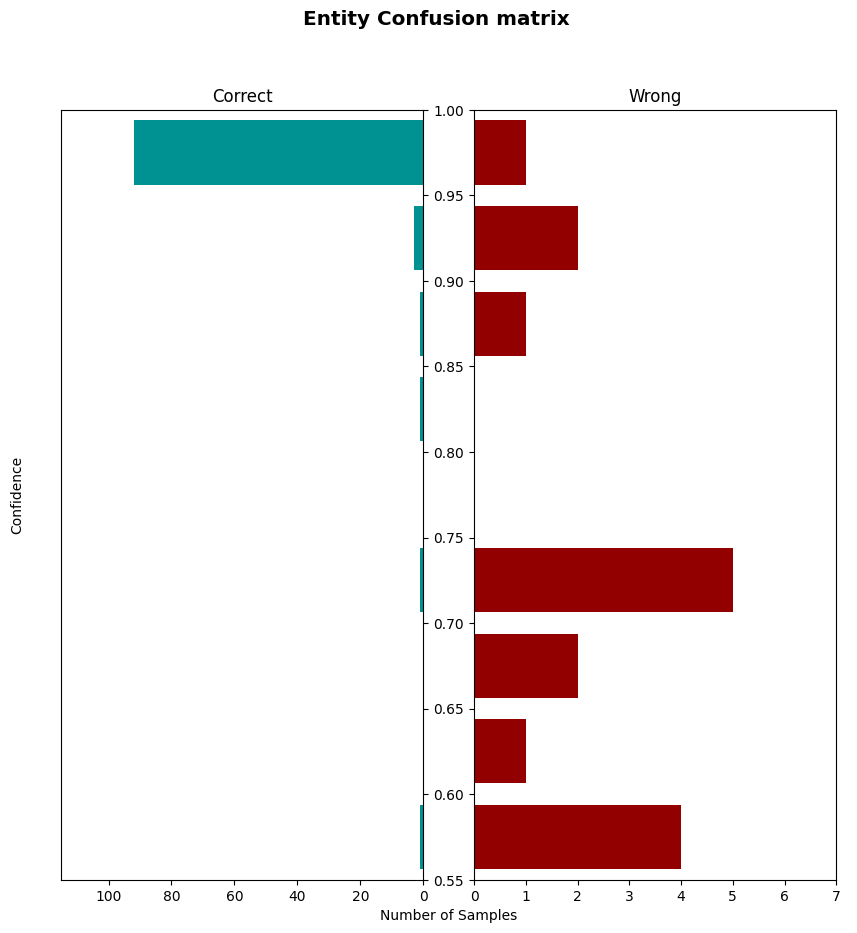 Entity Confusion matrix
Correct
Wrong
1.00
0.95
0.90
0.85
0.80
0.75
0.70
0.65
0.60
0.55
Confidence
100 80 60 40 20 0
0 1 2 3 4 5 6 7
Number of Samples